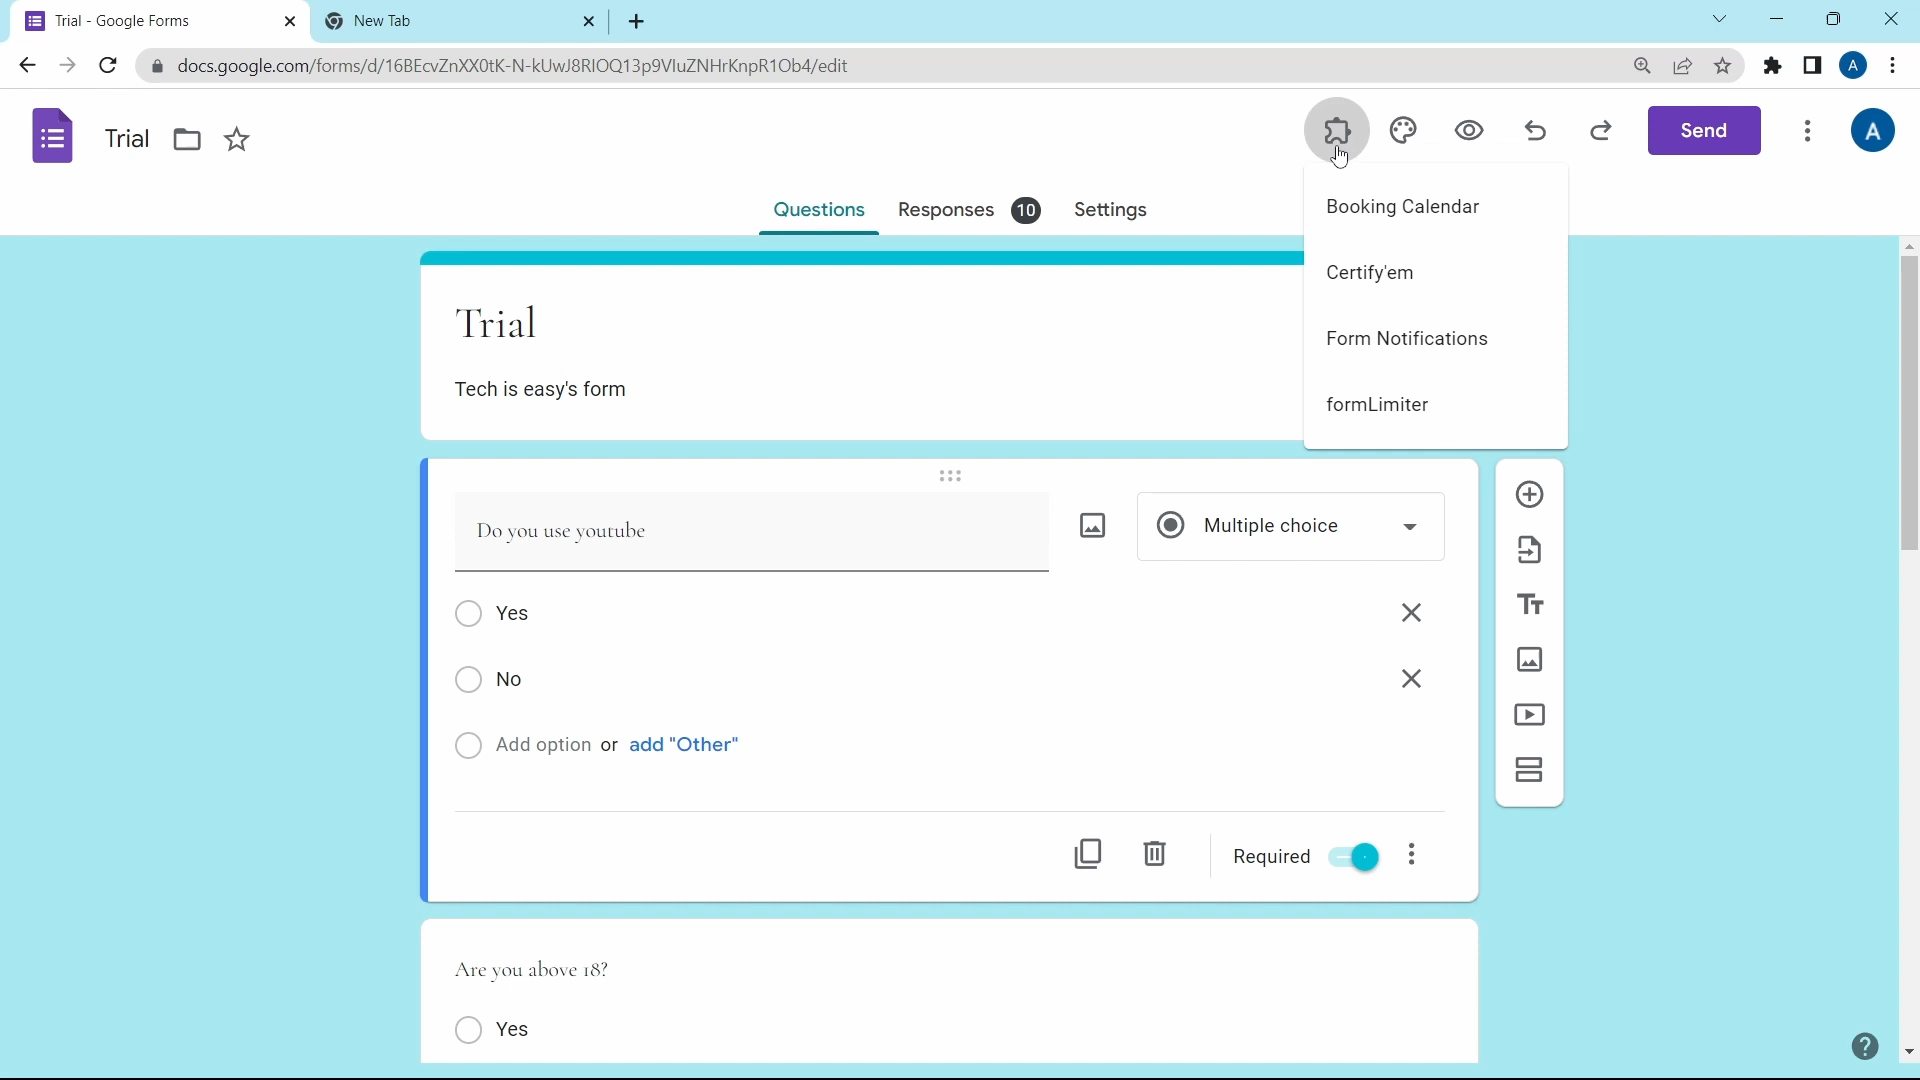 Trial - Google Forms
New Tab
docs.google.com/forms/d/16BEcvZnXX0tK-N-kUwJ8RIOQ13p9VluZNHrKnpR1Ob4/edit
A
Trial
Send
A
Questions
Responses 10
Settings
Booking Calendar
Certify'em
Form Notifications
formLimiter
Trial
Tech is easy's form
Do you use youtube
Multiple choice
Yes
No
Add option or add "Other"
Tт
Required
Are you above 18?
Yes
?